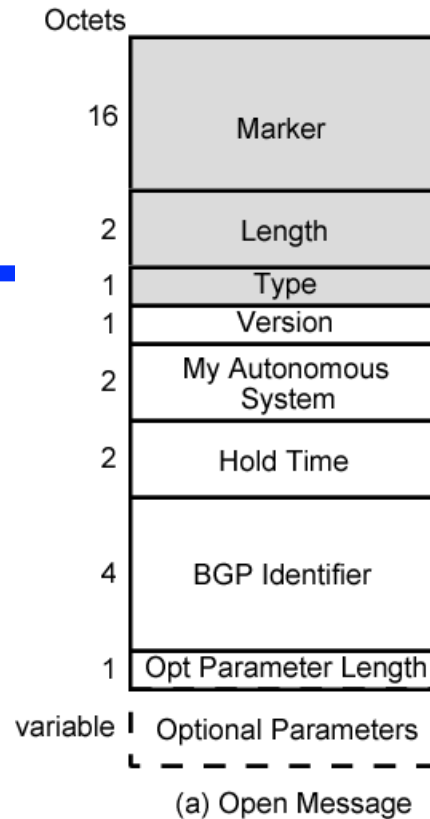 Octets
16 Marker
2 Length
1 Type
1 Version
2 My Autonomous
System
2 Hold Time
4 BGP Identifier
1 Opt Parameter Length
variable Optional Parameters
(a) Open Message